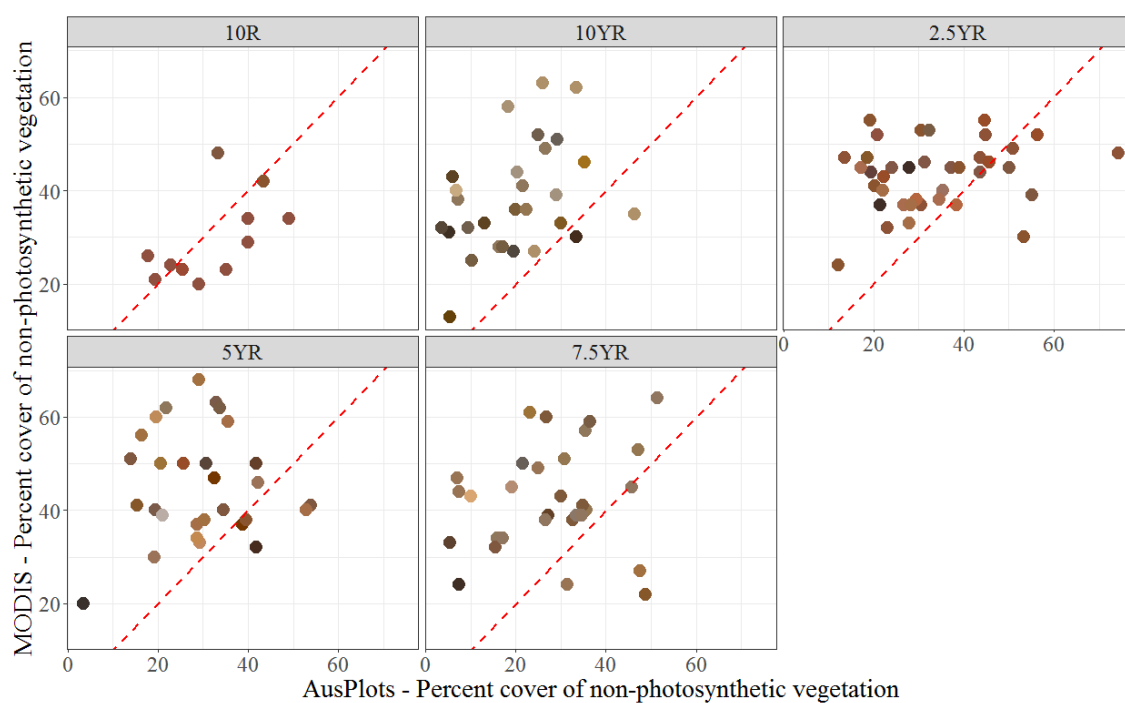 10R
10YR
2.5YR
60
40
20
0
20
40
60
5YR
7.5YR
60
40
20
0
20
40
60
0
20
40
60
MODIS - Percent cover of non-photosynthetic vegetation
AusPlots - Percent cover of non-photosynthetic vegetation